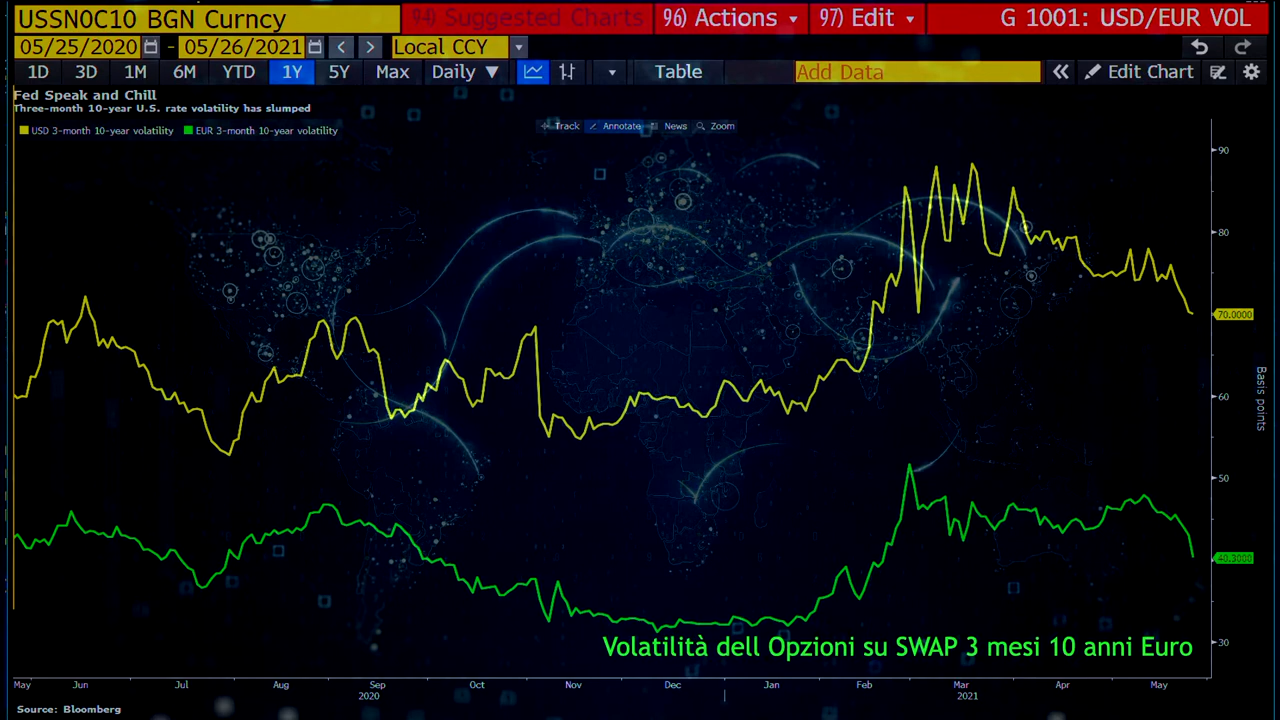 USSN0C10 BGN Curncy 94) Suggested Charts 96) Actions 97) Edit G 1001: USD/EUR VOL
05/25/2020 - 05/26/2021 Local CCY
1D 3D 1M 6M YTD 1Y 5Y Max Daily Table Add Data Edit Chart
Fed Speak and Chill
Three-month 10-year U.S. rate volatility has slumped
USD 3-month 10-year volatility EUR 3-month 10-year volatility
Track Annotate News Zoom
90
80
70.0000
60
Basis points
50
40.3000
30
Volatilità dell Opzioni su SWAP 3 mesi 10 anni Euro
May Jun Jul Aug Sep Oct Nov Dec Jan Feb Mar Apr May
2020 2021
Source: Bloomberg